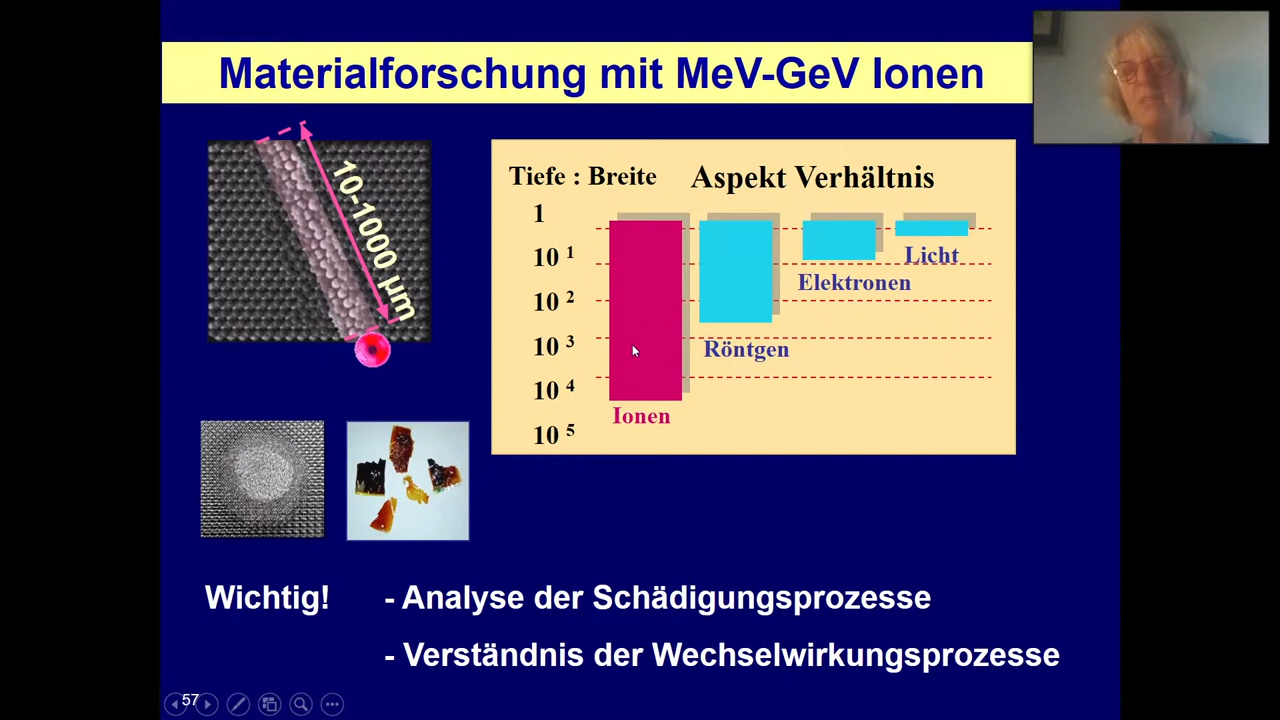 Materialforschung mit MeV-GeV Ionen
10-1000 µm
Tiefe : Breite
Aspekt Verhältnis
1
10 1
10 2
10 3
10 4
10 5
Licht
Elektronen
Röntgen
Ionen
Wichtig!
- Analyse der Schädigungsprozesse
- Verständnis der Wechselwirkungsprozesse
57